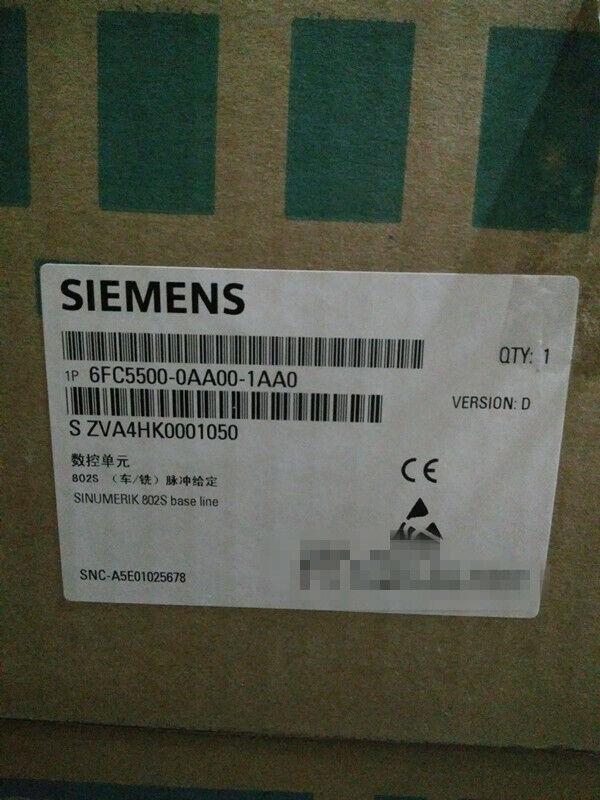 SIEMENS
QTY: 1
1P 6FC5500-0AA00-1AA0
VERSION: D
S ZVA4HK0001050
数控单元
802S （车/铣）脉冲给定
SINUMERIK 802S base line
CE
SNC-A5E01025678